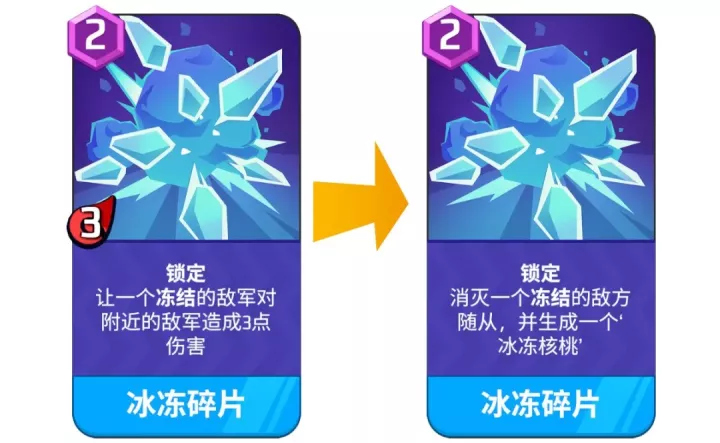 2
3
锁定
让一个冻结的敌军对
附近的敌军造成3点
伤害
冰冻碎片
2
锁定
消灭一个冻结的敌方
随从，并生成一个‘
冰冻核桃’
冰冻碎片